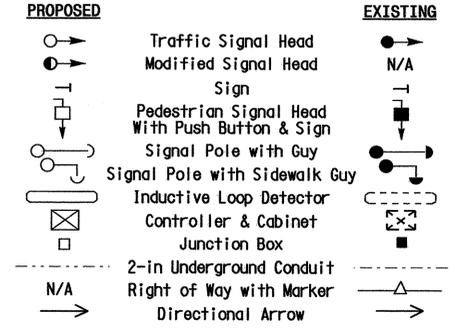 PROPOSED EXISTING
Traffic Signal Head
Modified Signal Head N/A
Sign
Pedestrian Signal Head
With Push Button & Sign
Signal Pole with Guy
Signal Pole with Sidewalk Guy
Inductive Loop Detector
Controller & Cabinet
Junction Box
2-in Underground Conduit
N/A Right of Way with Marker
Directional Arrow